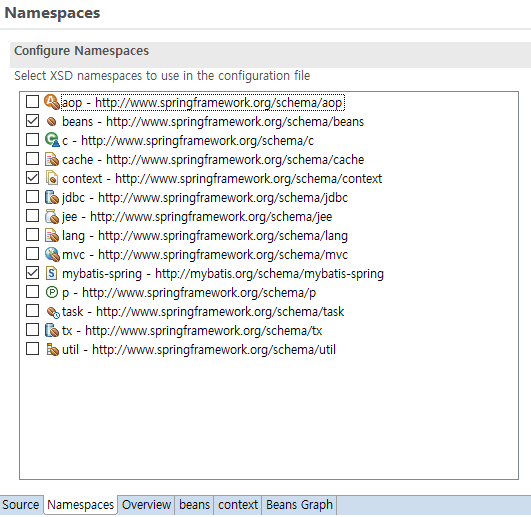 Namespaces
Configure Namespaces
Select XSD namespaces to use in the configuration file
aop - http://www.springframework.org/schema/aop
beans - http://www.springframework.org/schema/beans
c - http://www.springframework.org/schema/c
cache - http://www.springframework.org/schema/cache
context - http://www.springframework.org/schema/context
jdbc - http://www.springframework.org/schema/jdbc
jee - http://www.springframework.org/schema/jee
lang - http://www.springframework.org/schema/lang
mvc - http://www.springframework.org/schema/mvc
mybatis-spring - http://mybatis.org/schema/mybatis-spring
p - http://www.springframework.org/schema/p
task - http://www.springframework.org/schema/task
tx - http://www.springframework.org/schema/tx
util - http://www.springframework.org/schema/util
Source Namespaces Overview beans context Beans Graph